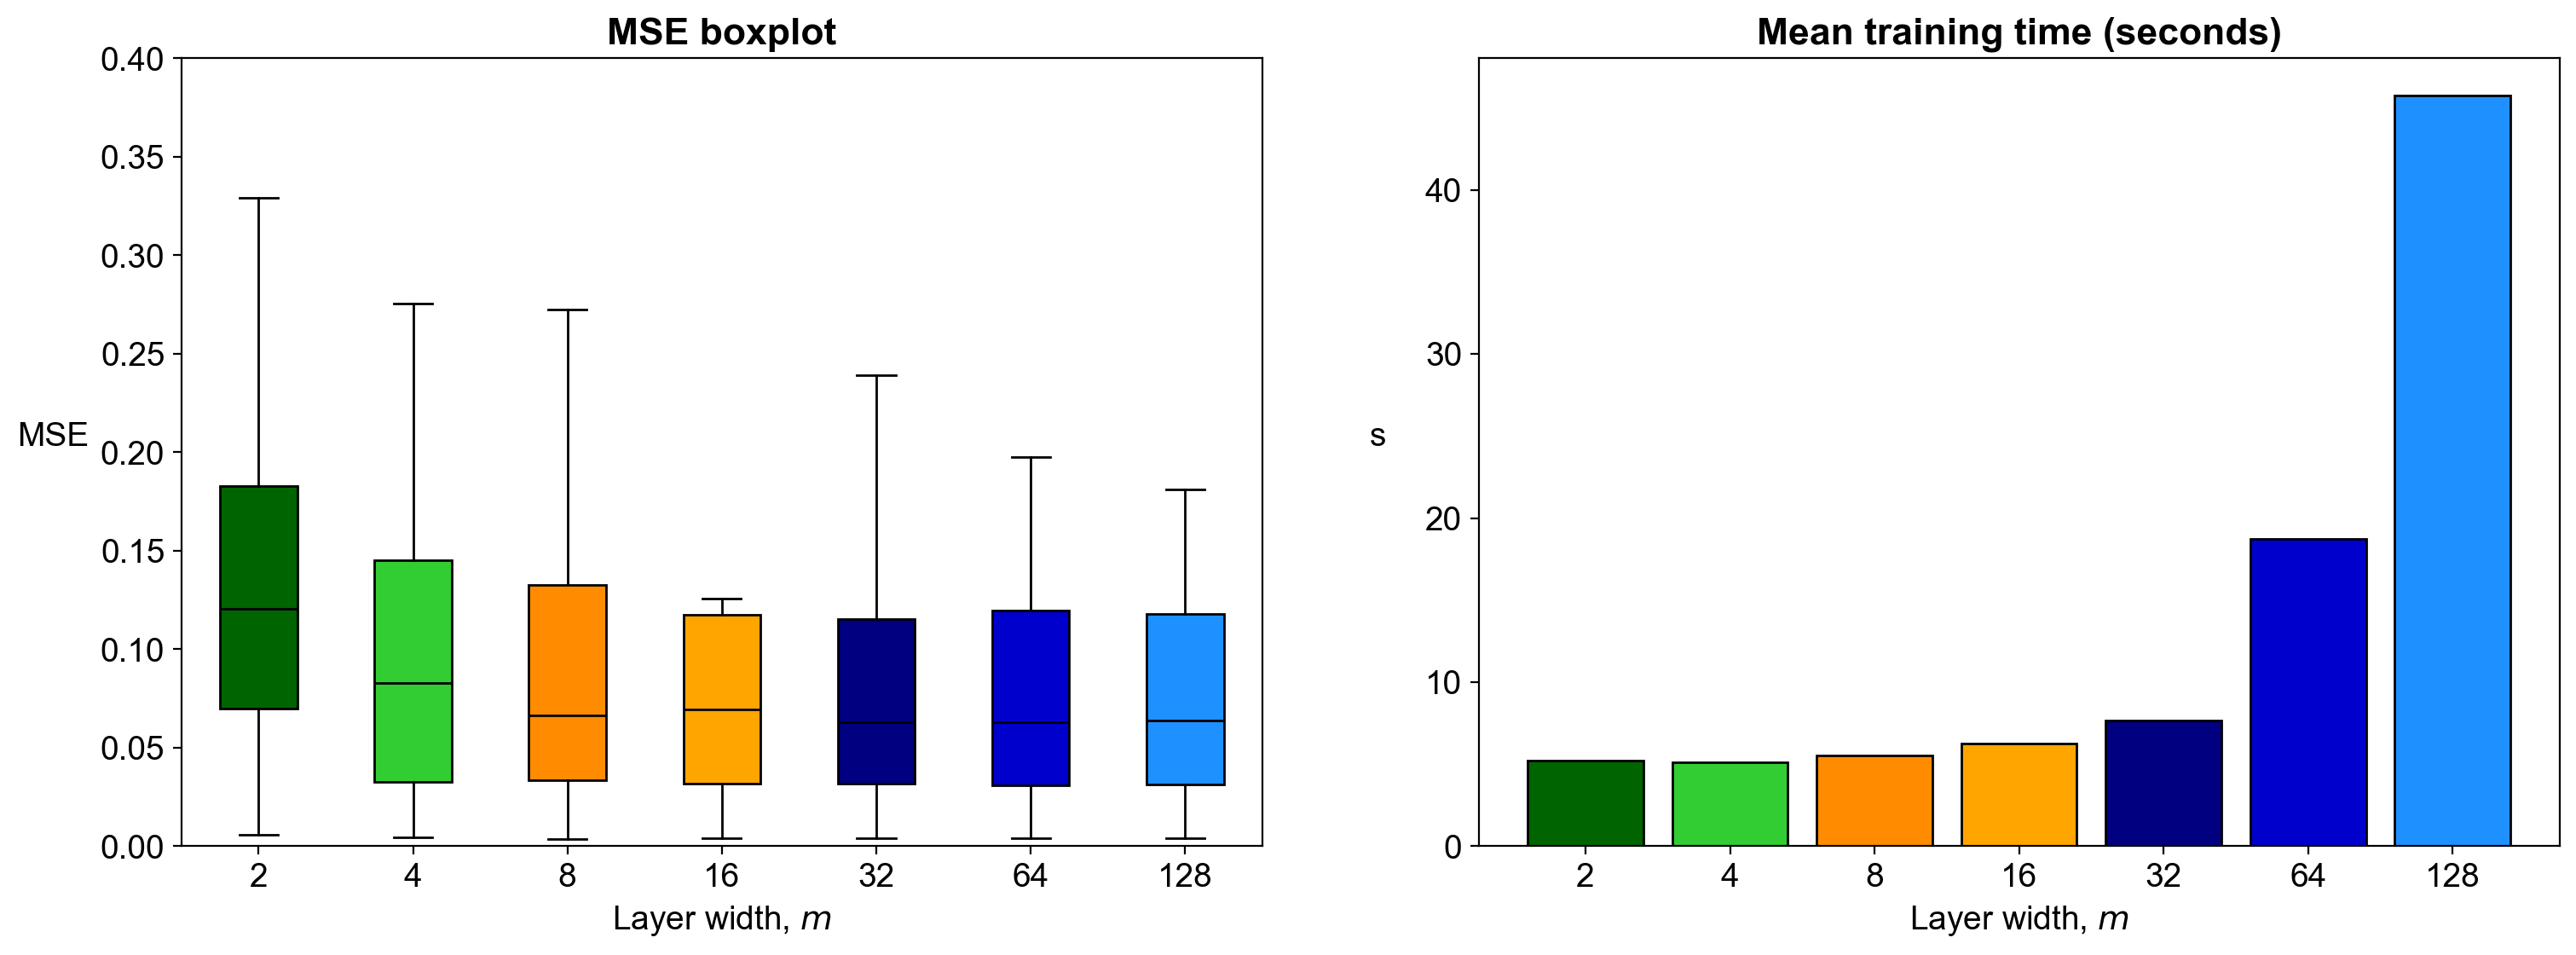 MSE boxplot
0.40
0.35
0.30
0.25
0.20
0.15
0.10
0.05
0.00
MSE
2 4 8 16 32 64 128
Layer width, m
Mean training time (seconds)
40
30
20
10
0
s
2 4 8 16 32 64 128
Layer width, m